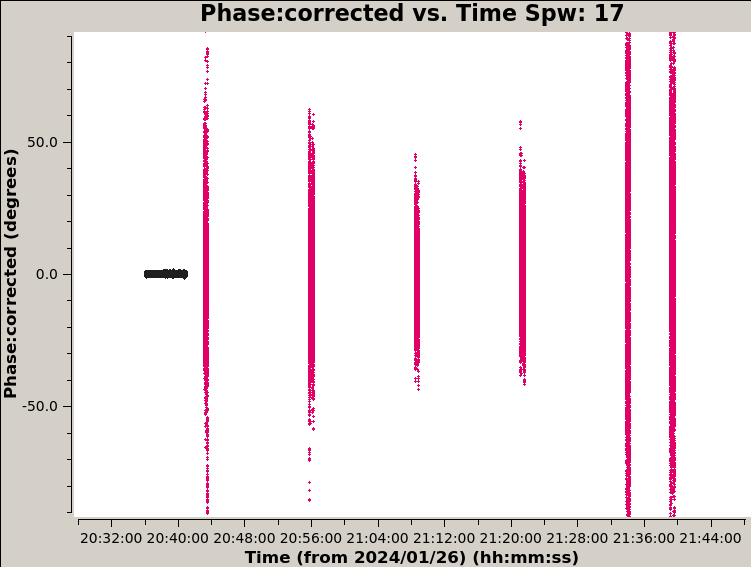 Phase:corrected vs. Time Spw: 17
Phase:corrected (degrees)
50.0
0.0
-50.0
20:32:00 20:40:00 20:48:00 20:56:00 21:04:00 21:12:00 21:20:00 21:28:00 21:36:00 21:44:00
Time (from 2024/01/26) (hh:mm:ss)